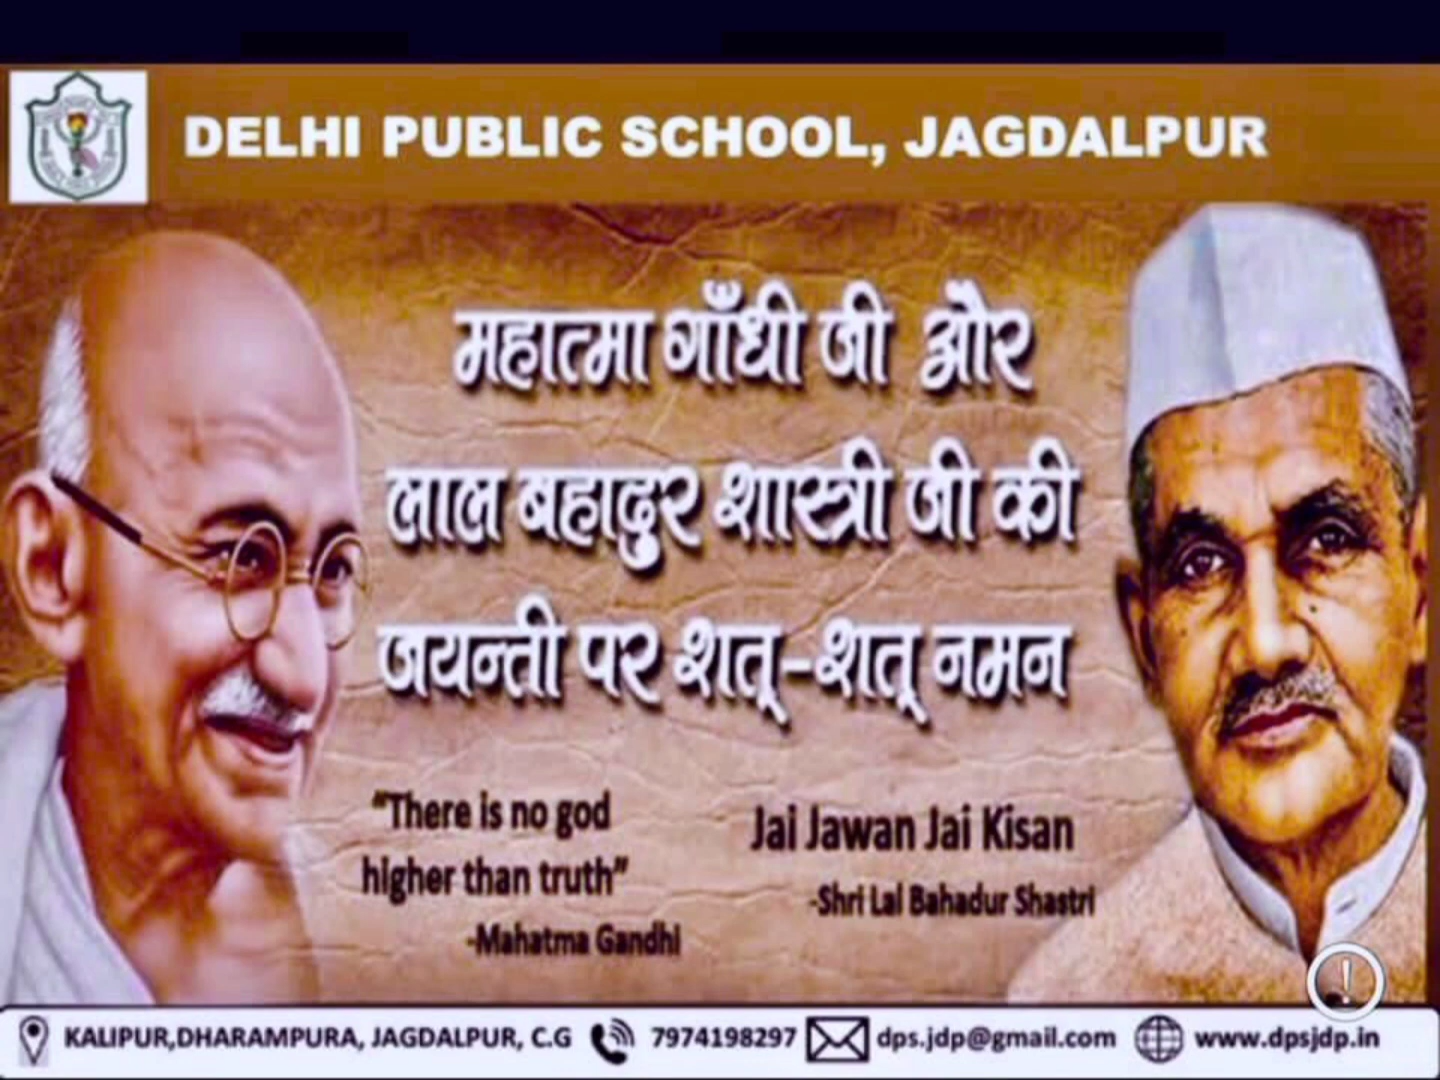 DELHI PUBLIC SCHOOL, JAGDALPUR
महात्मा गाँधी जी और
लाल बहादुर शास्त्री जी की
जयन्ती पर शत्-शत् नमन
"There is no god
higher than truth"
-Mahatma Gandhi
Jai Jawan Jai Kisan
-Shri Lal Bahadur Shastri
KALIPUR,DHARAMPURA, JAGDALPUR, C.G 7974198297 dps.jdp@gmail.com www.dpsjdp.in